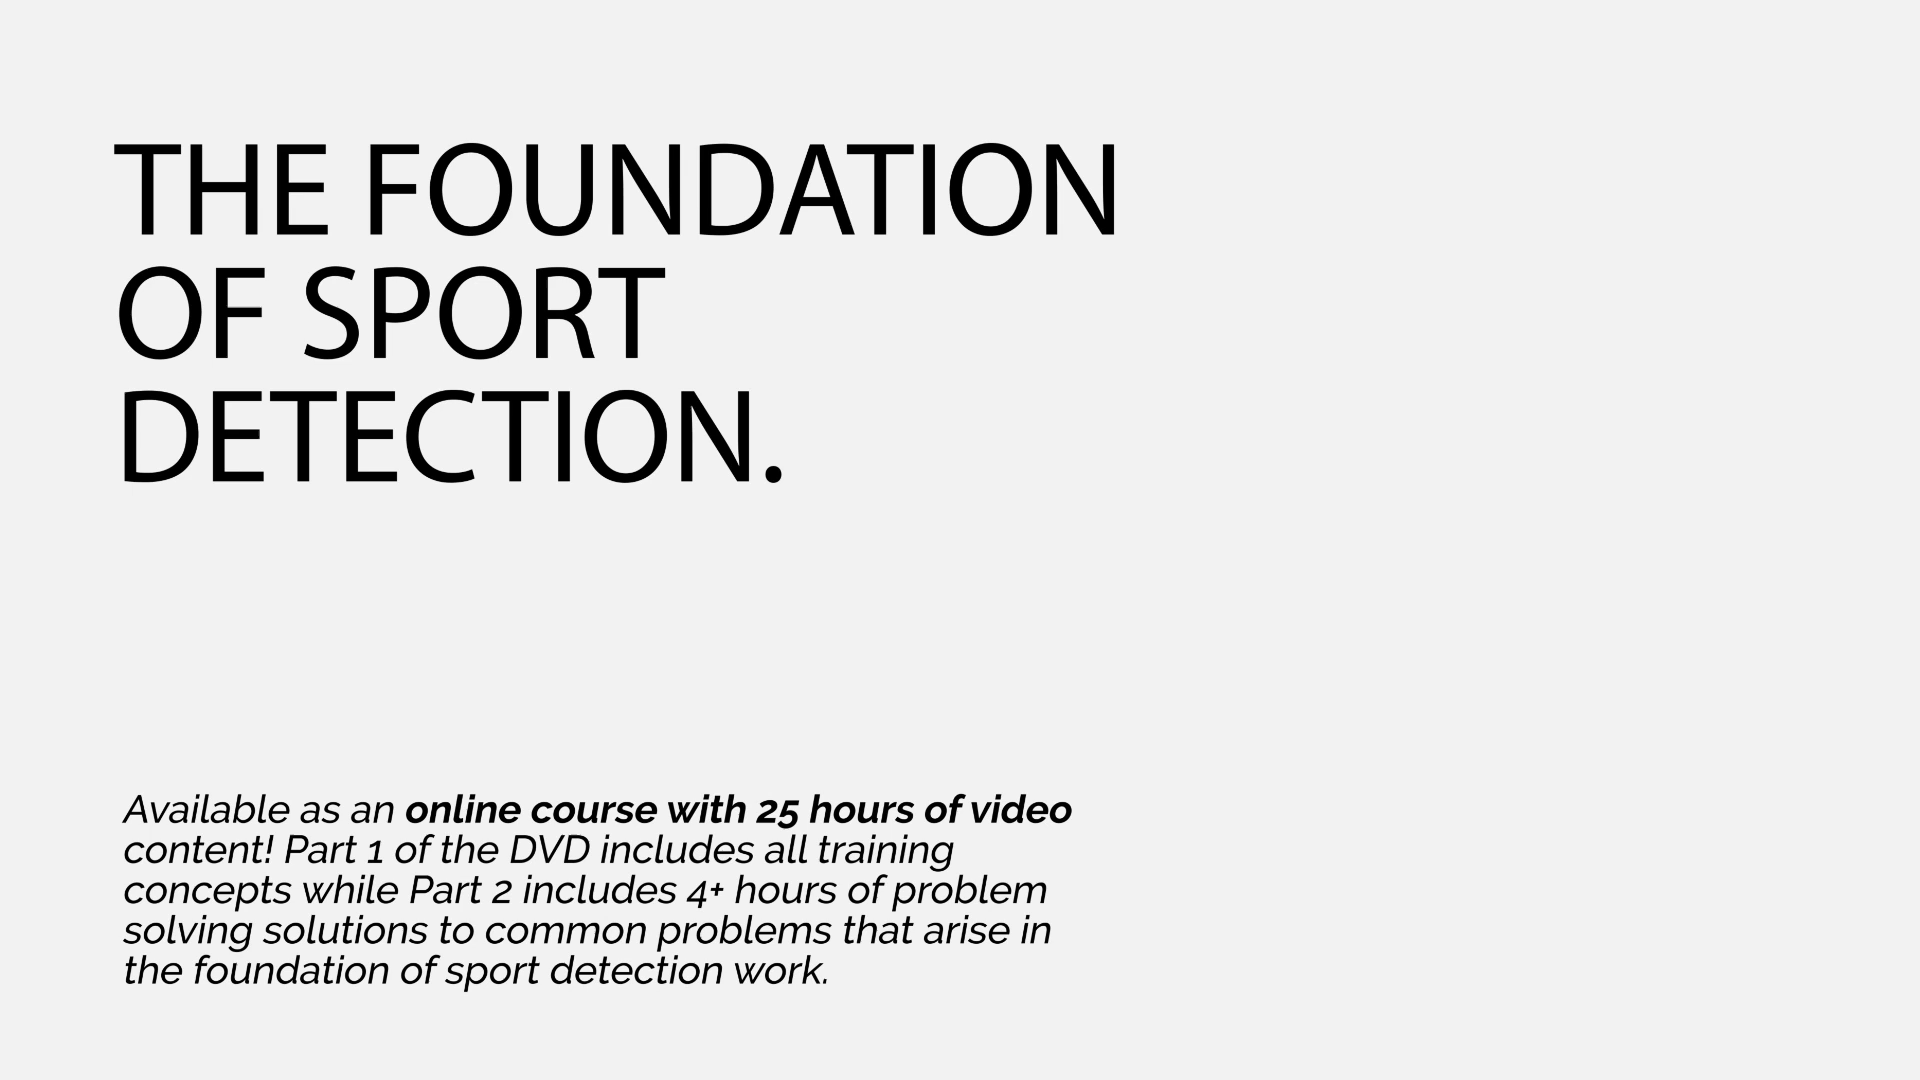 THE FOUNDATION
OF SPORT
DETECTION.
Available as an online course with 25 hours of video
content! Part 1 of the DVD includes all training
concepts while Part 2 includes 4+ hours of problem
solving solutions to common problems that arise in
the foundation of sport detection work.